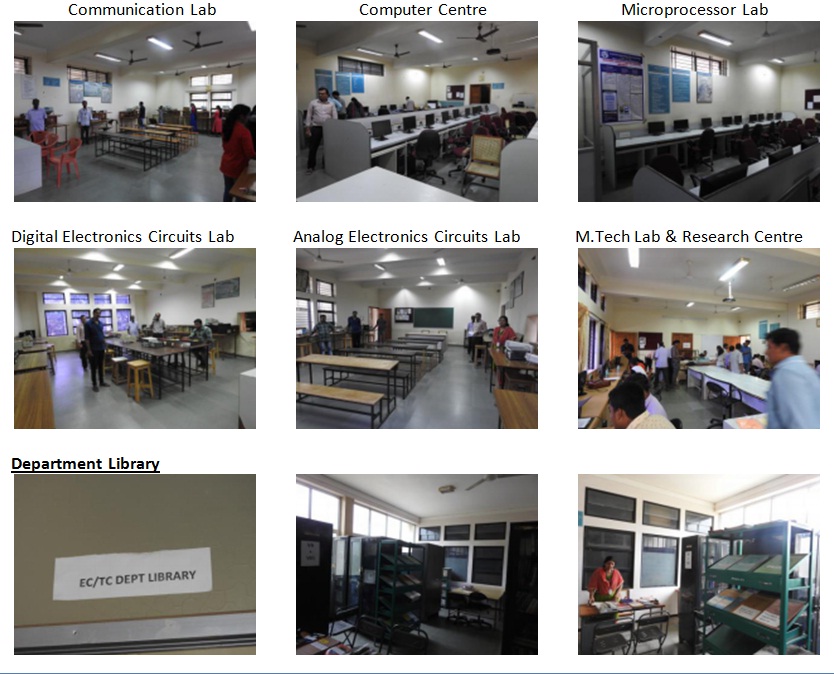 Communication Lab
Computer Centre
Microprocessor Lab
Digital Electronics Circuits Lab
Analog Electronics Circuits Lab
M.Tech Lab & Research Centre
Department Library
EC/TC DEPT LIBRARY